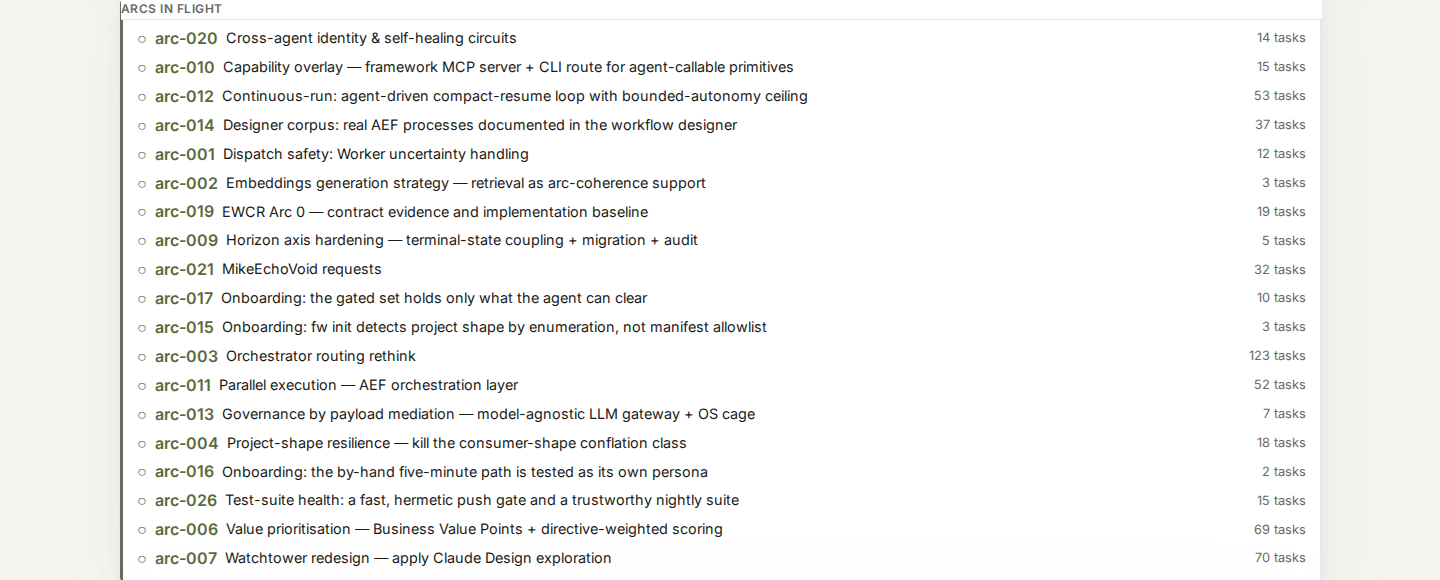 ARCS IN FLIGHT
○ arc-020 Cross-agent identity & self-healing circuits 14 tasks
○ arc-010 Capability overlay — framework MCP server + CLI route for agent-callable primitives 15 tasks
○ arc-012 Continuous-run: agent-driven compact-resume loop with bounded-autonomy ceiling 53 tasks
○ arc-014 Designer corpus: real AEF processes documented in the workflow designer 37 tasks
○ arc-001 Dispatch safety: Worker uncertainty handling 12 tasks
○ arc-002 Embeddings generation strategy — retrieval as arc-coherence support 3 tasks
○ arc-019 EWCR Arc 0 — contract evidence and implementation baseline 19 tasks
○ arc-009 Horizon axis hardening — terminal-state coupling + migration + audit 5 tasks
○ arc-021 MikeEchoVoid requests 32 tasks
○ arc-017 Onboarding: the gated set holds only what the agent can clear 10 tasks
○ arc-015 Onboarding: fw init detects project shape by enumeration, not manifest allowlist 3 tasks
○ arc-003 Orchestrator routing rethink 123 tasks
○ arc-011 Parallel execution — AEF orchestration layer 52 tasks
○ arc-013 Governance by payload mediation — model-agnostic LLM gateway + OS cage 7 tasks
○ arc-004 Project-shape resilience — kill the consumer-shape conflation class 18 tasks
○ arc-016 Onboarding: the by-hand five-minute path is tested as its own persona 2 tasks
○ arc-026 Test-suite health: a fast, hermetic push gate and a trustworthy nightly suite 15 tasks
○ arc-006 Value prioritisation — Business Value Points + directive-weighted scoring 69 tasks
○ arc-007 Watchtower redesign — apply Claude Design exploration 70 tasks